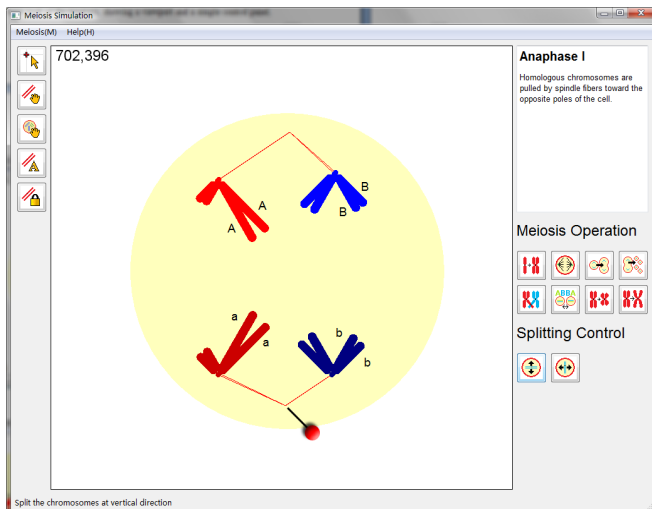 Meiosis Simulation
Meiosis(M) Help(H)
702,396
Anaphase I
Homologous chromosomes are
pulled by spindle fibers toward the
opposite poles of the cell.
A
A
B
B
a
a
b
b
A
Meiosis Operation
ABBA
Splitting Control
Split the chromosomes at vertical direction